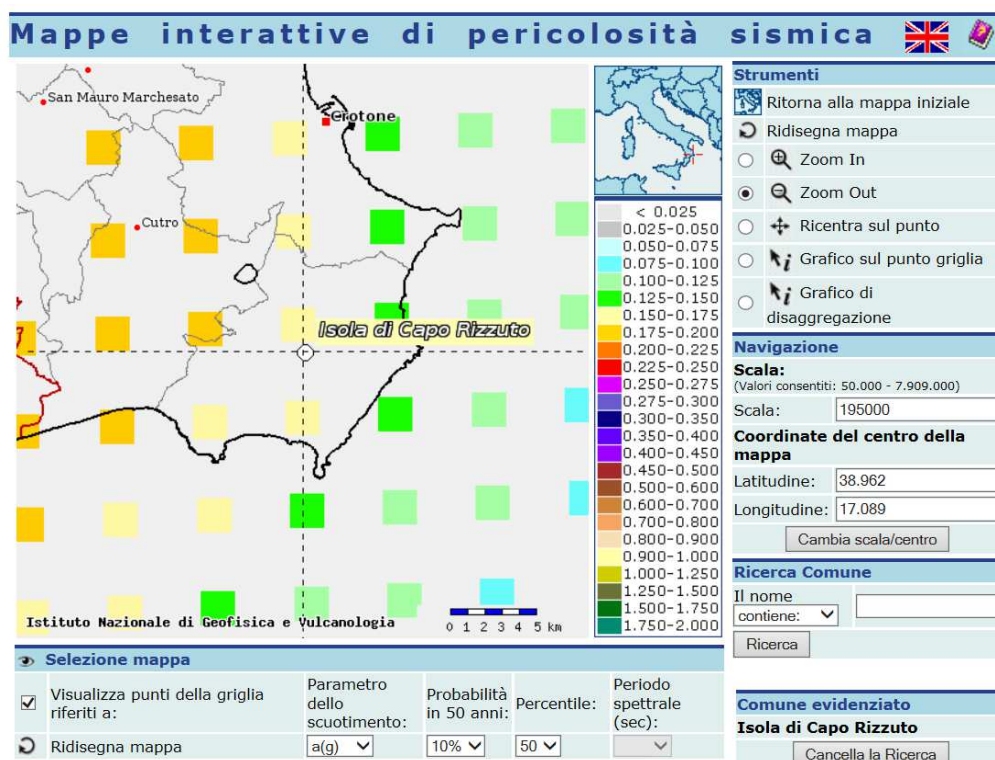 Mappe interattive di pericolosità sismica
San Mauro Marchesato
Crotone
Cutro
Isola di Capo Rizzuto
Istituto Nazionale di Geofisica e Vulcanologia
0 1 2 3 4 5 km
< 0.025
0.025-0.050
0.050-0.075
0.075-0.100
0.100-0.125
0.125-0.150
0.150-0.175
0.175-0.200
0.200-0.225
0.225-0.250
0.250-0.275
0.275-0.300
0.300-0.350
0.350-0.400
0.400-0.450
0.450-0.500
0.500-0.600
0.600-0.700
0.700-0.800
0.800-0.900
0.900-1.000
1.000-1.250
1.250-1.500
1.500-1.750
1.750-2.000
Strumenti
Ritorna alla mappa iniziale
Ridisegna mappa
Zoom In
Zoom Out
Ricentra sul punto
Grafico sul punto griglia
Grafico di
disaggregazione
Navigazione
Scala:
(Valori consentiti: 50.000 - 7.909.000)
Scala: 195000
Coordinate del centro della
mappa
Latitudine: 38.962
Longitudine: 17.089
Cambia scala/centro
Ricerca Comune
Il nome
contiene:
Ricerca
Comune evidenziato
Isola di Capo Rizzuto
Cancella la Ricerca
Selezione mappa
Visualizza punti della griglia
riferiti a:
Parametro
dello
scuotimento:
Probabilità
in 50 anni:
Percentile:
Periodo
spettrale
(sec):
Ridisegna mappa
a(g)
10%
50